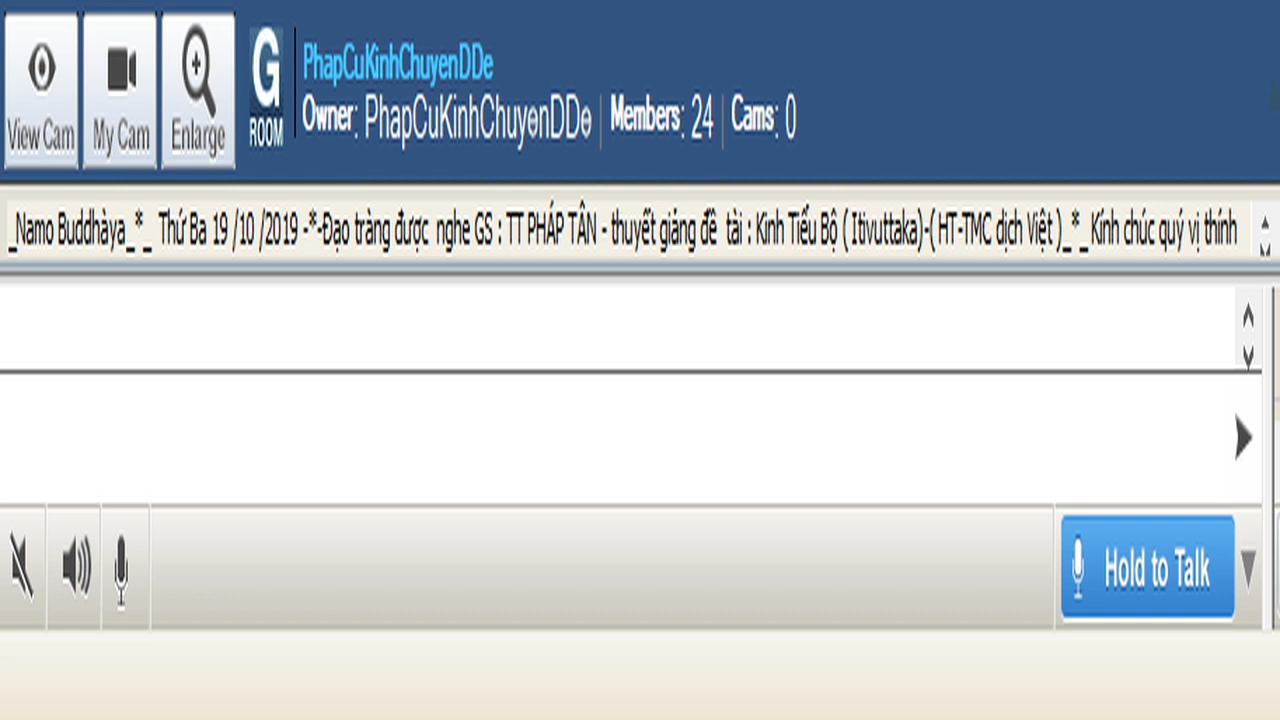 View Cam
My Cam
Enlarge
G
ROOM
PhapCuKinhChuyenDDe
Owner: PhapCuKinhChuyenDDe | Members: 24 | Cams: 0
_Namo Buddhàya_*_ Thứ Ba 19 /10 /2019 -*-Đạo tràng được nghe GS : TT PHÁP TÂN - thuyết giảng đề tài : Kinh Tiểu Bộ ( Itivuttaka)-( HT-TMC dịch Việt )_*_Kính chúc quý vị thính
Hold to Talk